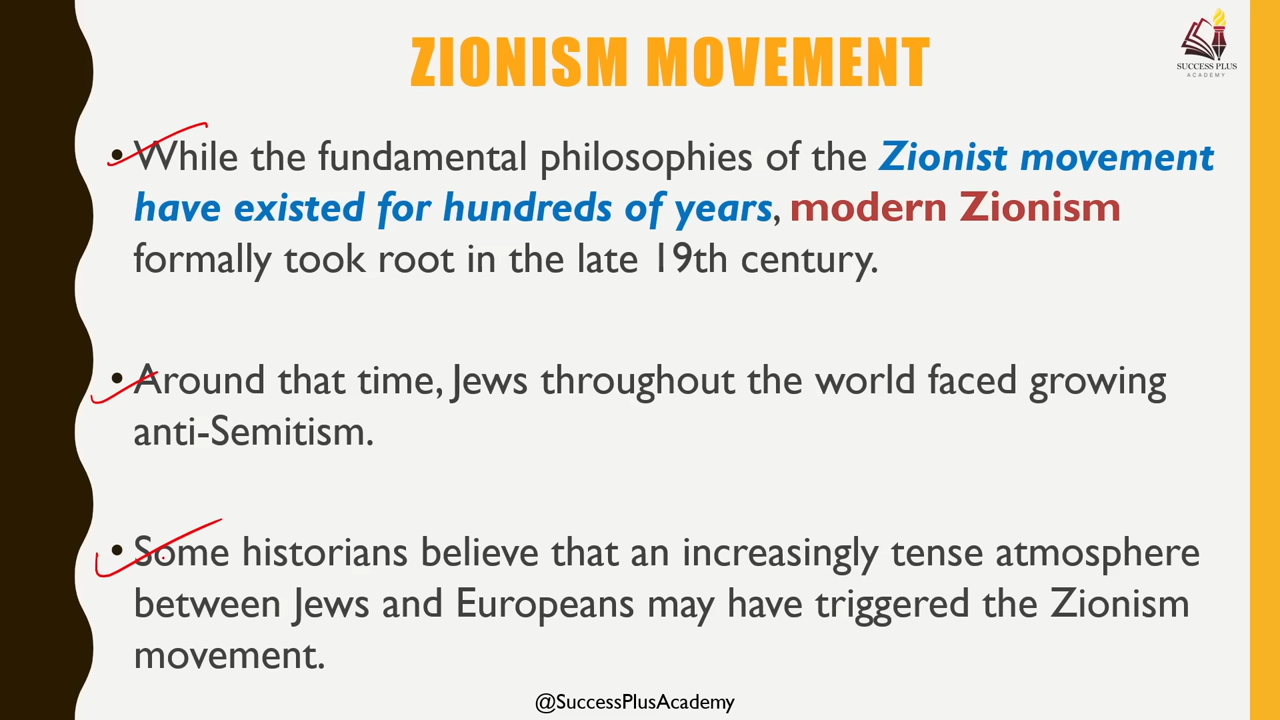 ZIONISM MOVEMENT
SUCCESS PLUS
ACADEMY
• While the fundamental philosophies of the Zionist movement
have existed for hundreds of years, modern Zionism
formally took root in the late 19th century.
• Around that time, Jews throughout the world faced growing
anti-Semitism.
• Some historians believe that an increasingly tense atmosphere
between Jews and Europeans may have triggered the Zionism
movement.
@SuccessPlusAcademy